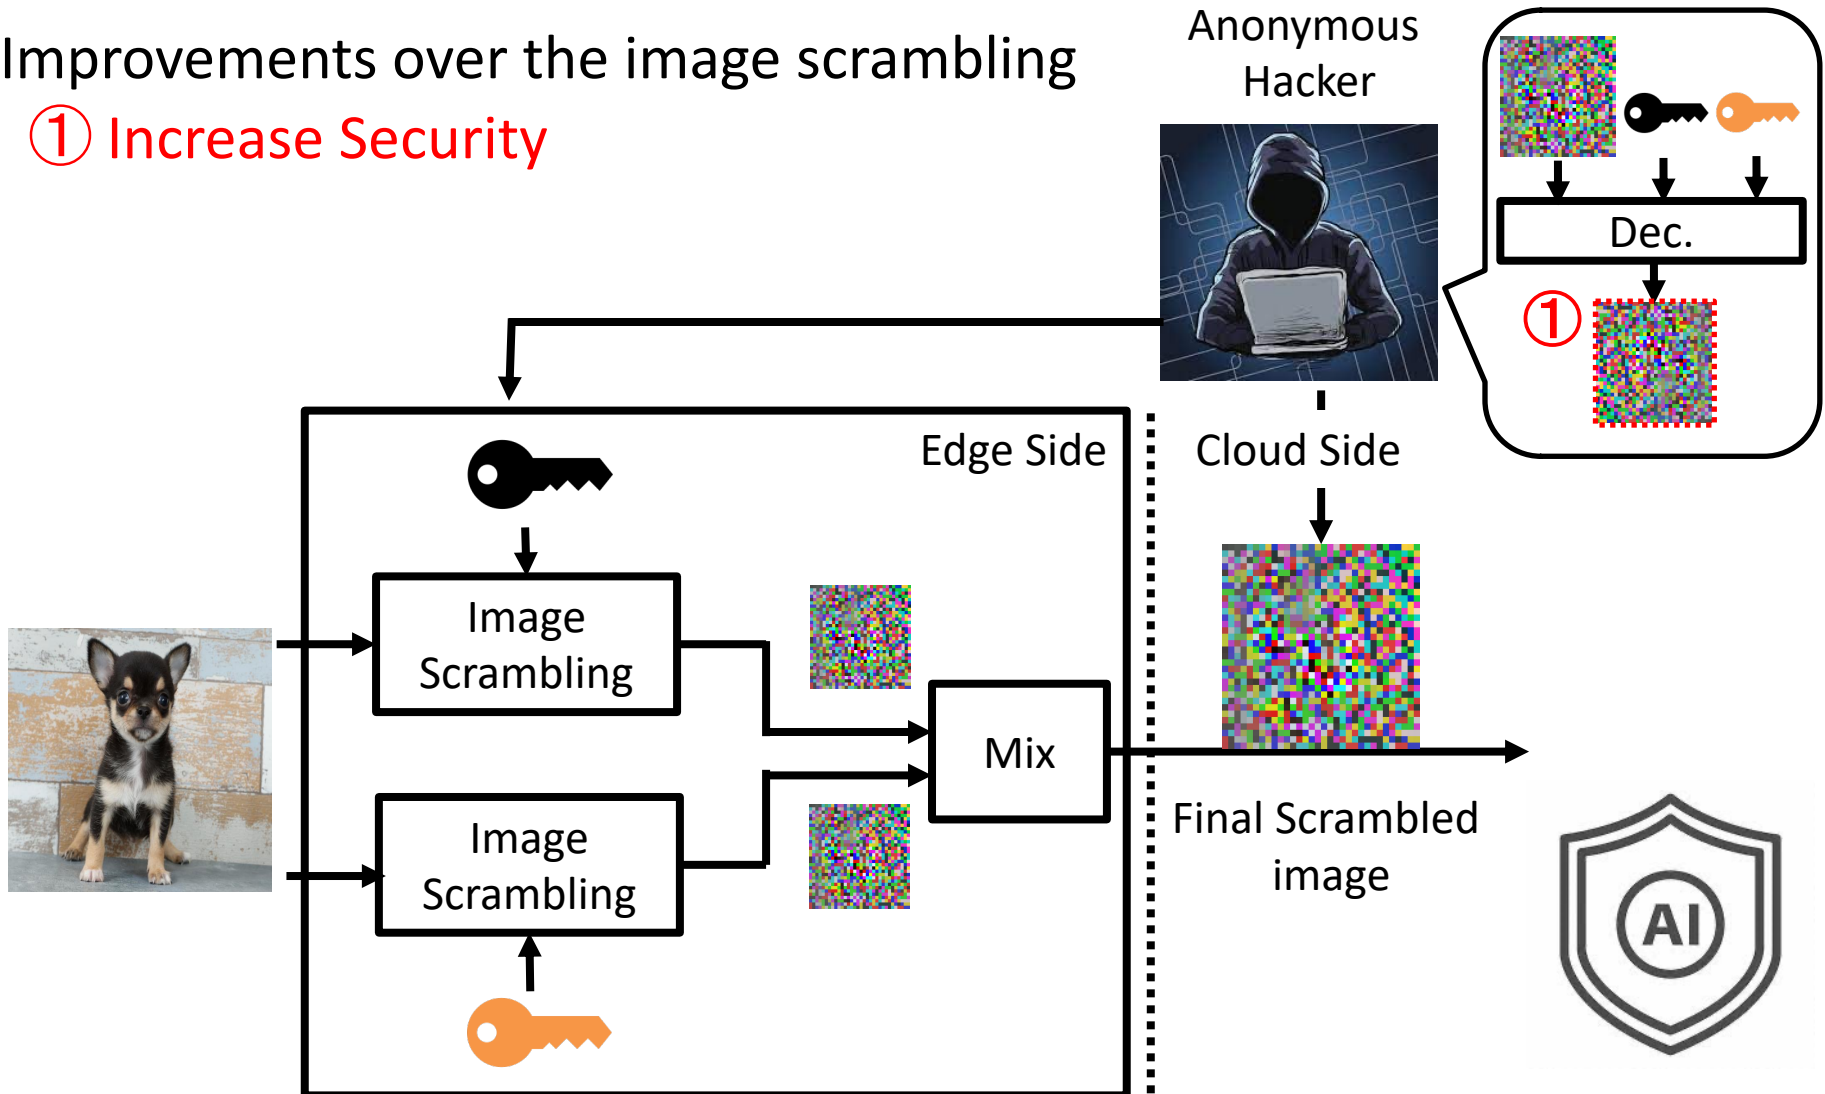 Improvements over the image scrambling
① Increase Security
Anonymous
Hacker
Dec.
①
Edge Side
Cloud Side
Image
Scrambling
Mix
Image
Scrambling
Final Scrambled
image
AI